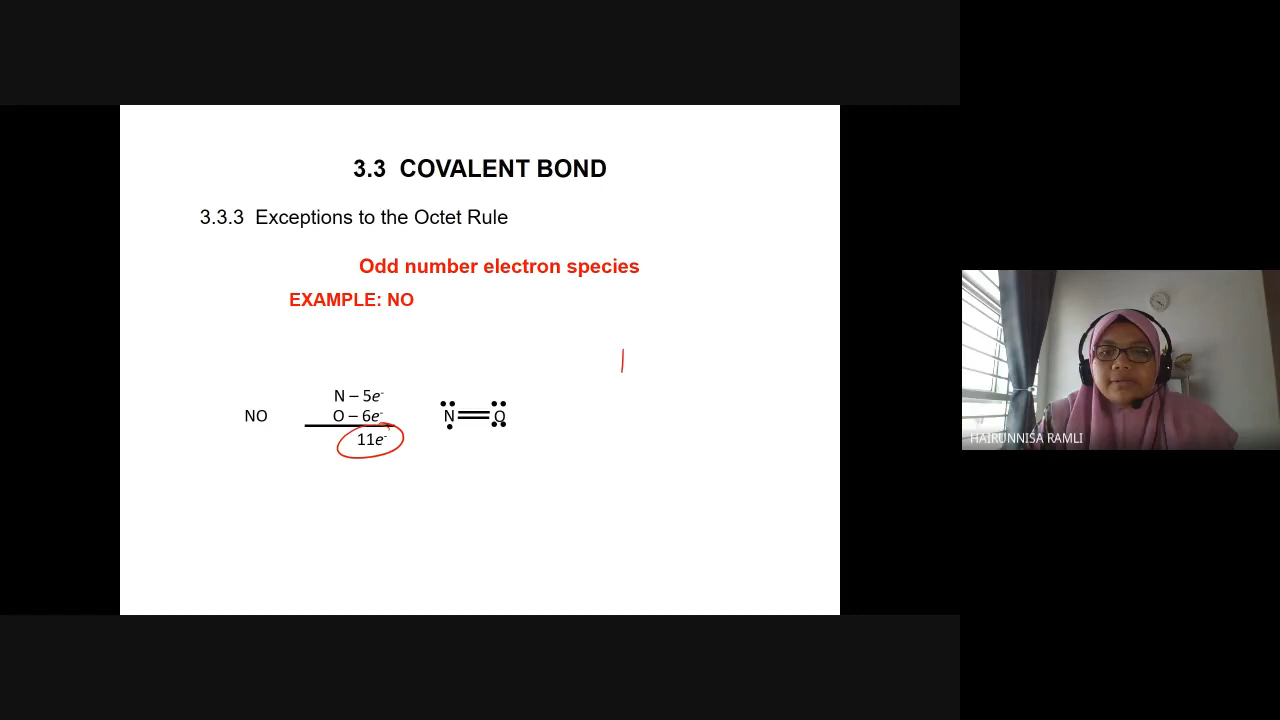 3.3 COVALENT BOND
3.3.3 Exceptions to the Octet Rule
Odd number electron species
EXAMPLE: NO
N – 5e⁻
NO O – 6e⁻ N O
11e⁻
HAIRUNNISA RAMLI